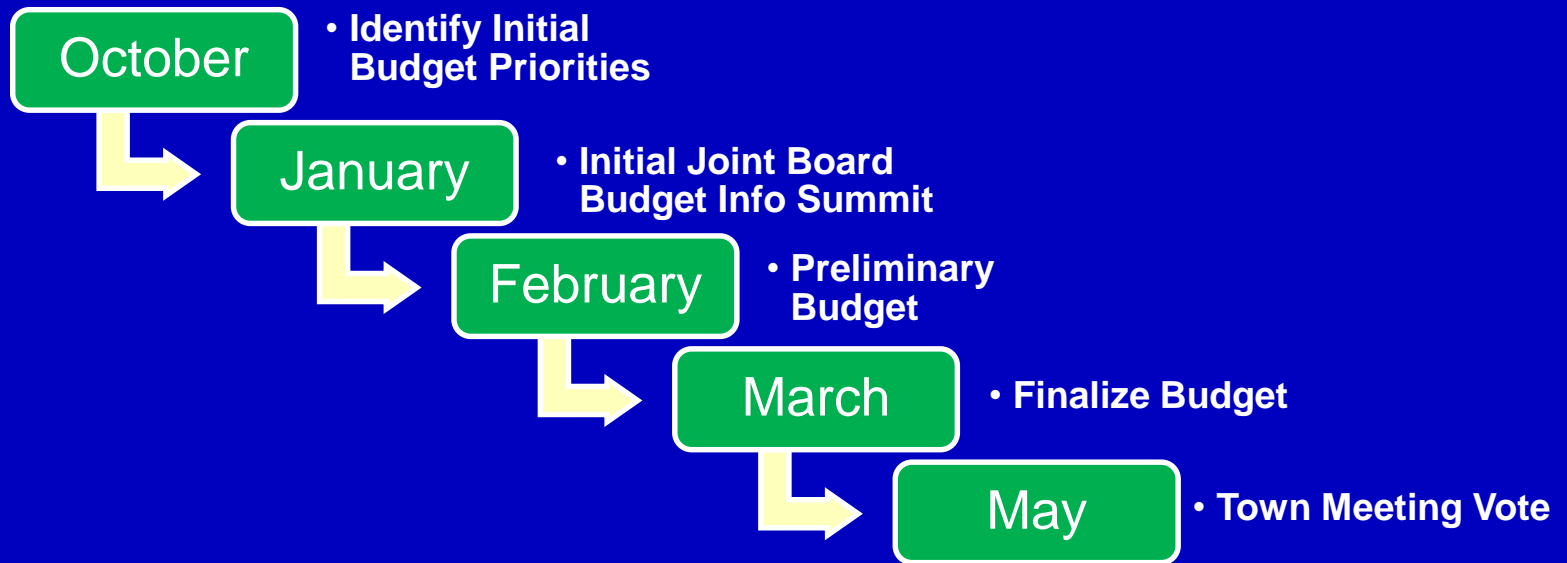 October
• Identify Initial
Budget Priorities
January
• Initial Joint Board
Budget Info Summit
February
• Preliminary
Budget
March
• Finalize Budget
May
• Town Meeting Vote